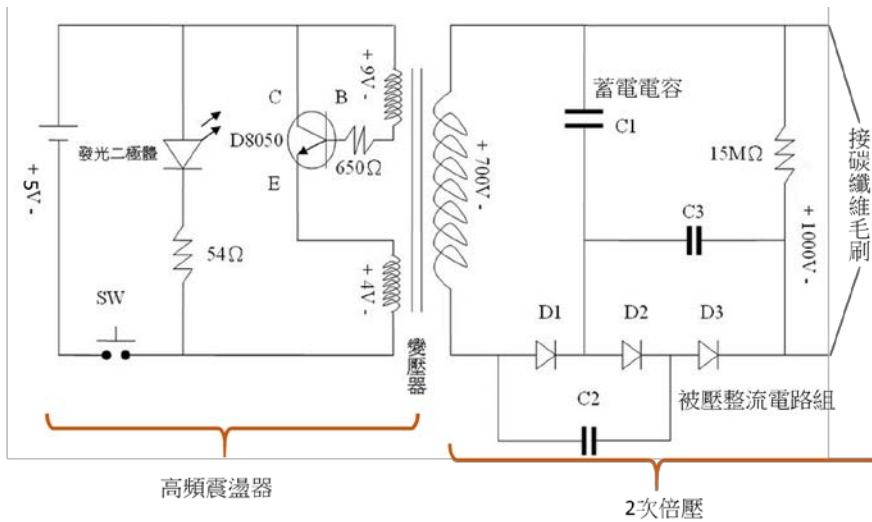 + 5V -
發光二極體
54Ω
SW
C
B
D8050
E
650Ω
+ 9V -
+ 4V -
變壓器
+ 700V -
蓄電電容
C1
15MΩ
C3
+ 1000V -
接碳纖維毛刷
D1
D2
D3
C2
被壓整流電路組
高頻震盪器
2次倍壓